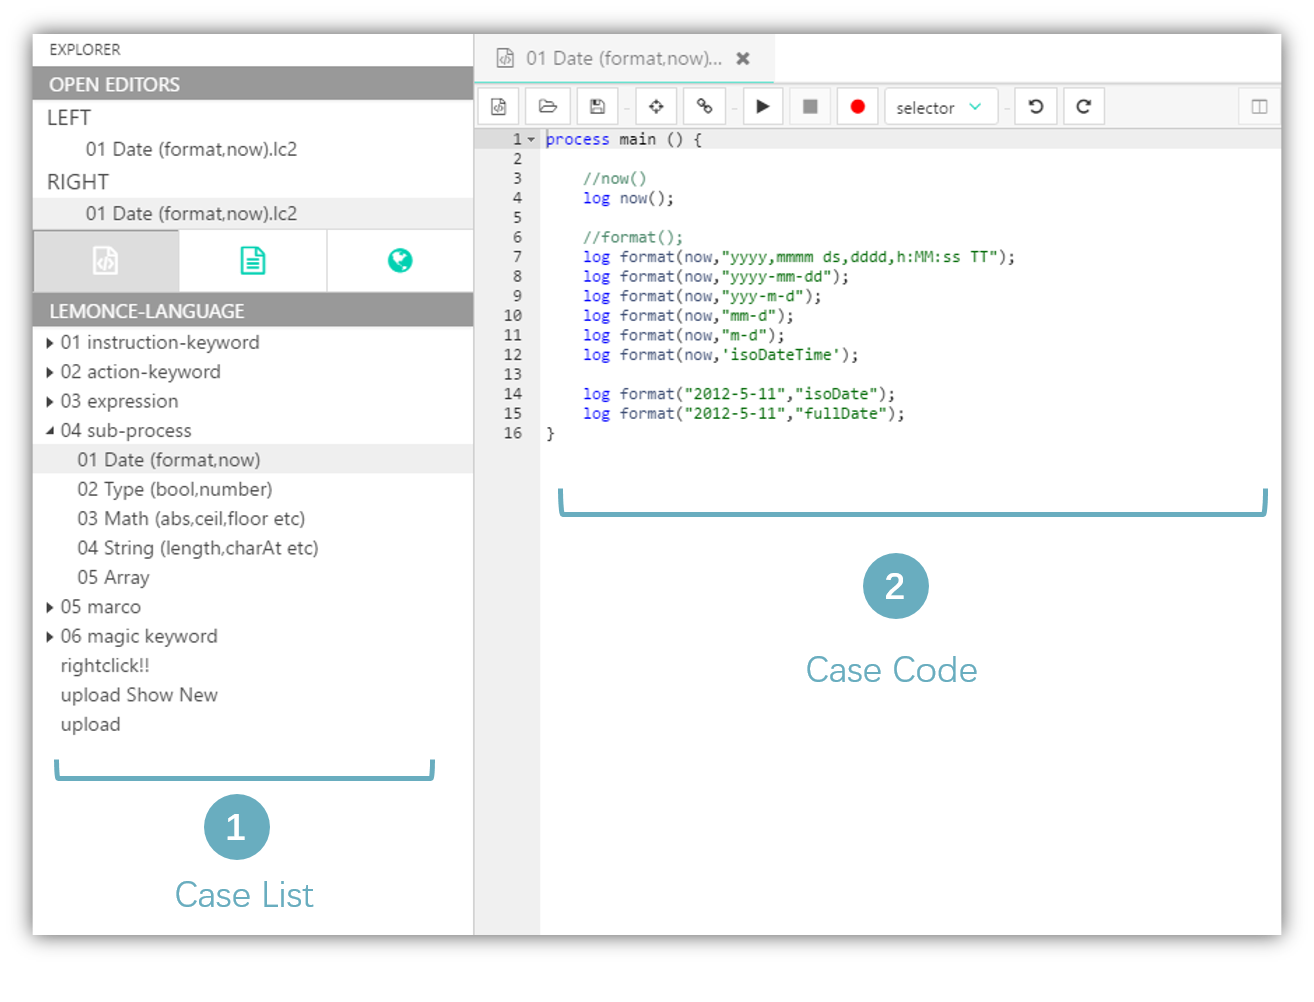 EXPLORER
OPEN EDITORS
LEFT
01 Date (format,now).lc2
RIGHT
01 Date (format,now).lc2
LEMONCE-LANGUAGE
01 instruction-keyword
02 action-keyword
03 expression
04 sub-process
01 Date (format,now)
02 Type (bool,number)
03 Math (abs,ceil,floor etc)
04 String (length,charAt etc)
05 Array
05 marco
06 magic keyword
rightclick!!
upload Show New
upload
1
Case List
01 Date (format,now)...
selector
1 process main () {
2
3 //now()
4 log now();
5
6 //format();
7 log format(now,"yyyy,mmmm ds,dddd,h:MM:ss TT");
8 log format(now,"yyyy-mm-dd");
9 log format(now,"yyy-m-d");
10 log format(now,"mm-d");
11 log format(now,"m-d");
12 log format(now,'isoDateTime');
13
14 log format("2012-5-11","isoDate");
15 log format("2012-5-11","fullDate");
16 }
2
Case Code